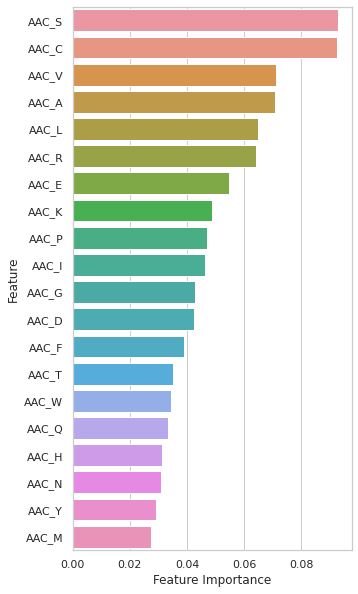 AAC_S
AAC_C
AAC_V
AAC_A
AAC_L
AAC_R
AAC_E
AAC_K
AAC_P
AAC_I
AAC_G
AAC_D
AAC_F
AAC_T
AAC_W
AAC_Q
AAC_H
AAC_N
AAC_Y
AAC_M
Feature
0.00 0.02 0.04 0.06 0.08
Feature Importance